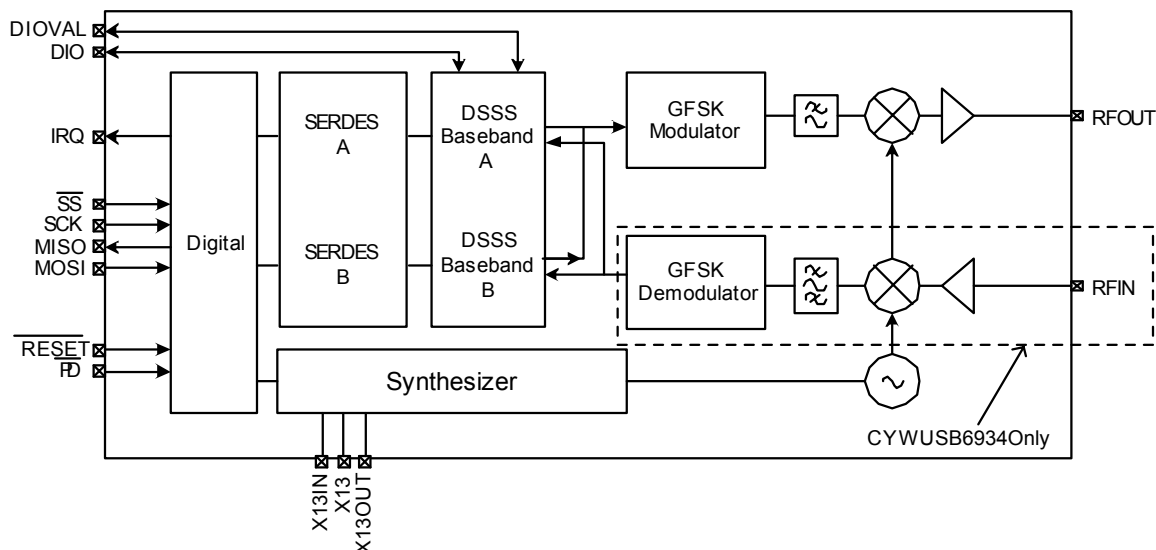 DIOVAL
DIO
IRQ
SS
SCK
MISO
MOSI
RESET
PD
Digital
SERDES
A
SERDES
B
DSSS
Baseband
A
DSSS
Baseband
B
GFSK
Modulator
GFSK
Demodulator
RFOUT
RFIN
Synthesizer
CYWUSB6934Only
X13IN
X13
X13OUT